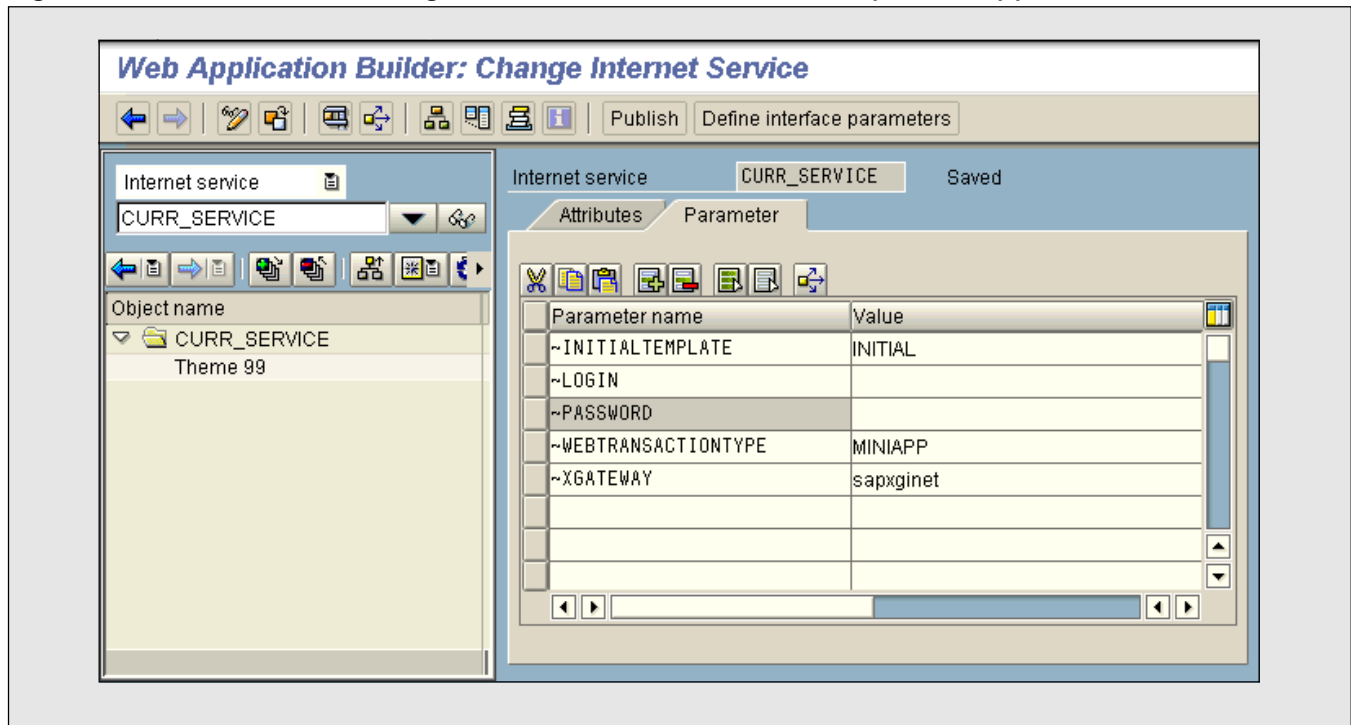 Web Application Builder: Change Internet Service
Publish Define interface parameters
Internet service
CURR_SERVICE
Object name
CURR_SERVICE
Theme 99
Internet service CURR_SERVICE Saved
Attributes Parameter
Parameter name Value
~INITIALTEMPLATE INITIAL
~LOGIN
~PASSWORD
~WEBTRANSACTIONTYPE MINIAPP
~XGATEWAY sapxginet